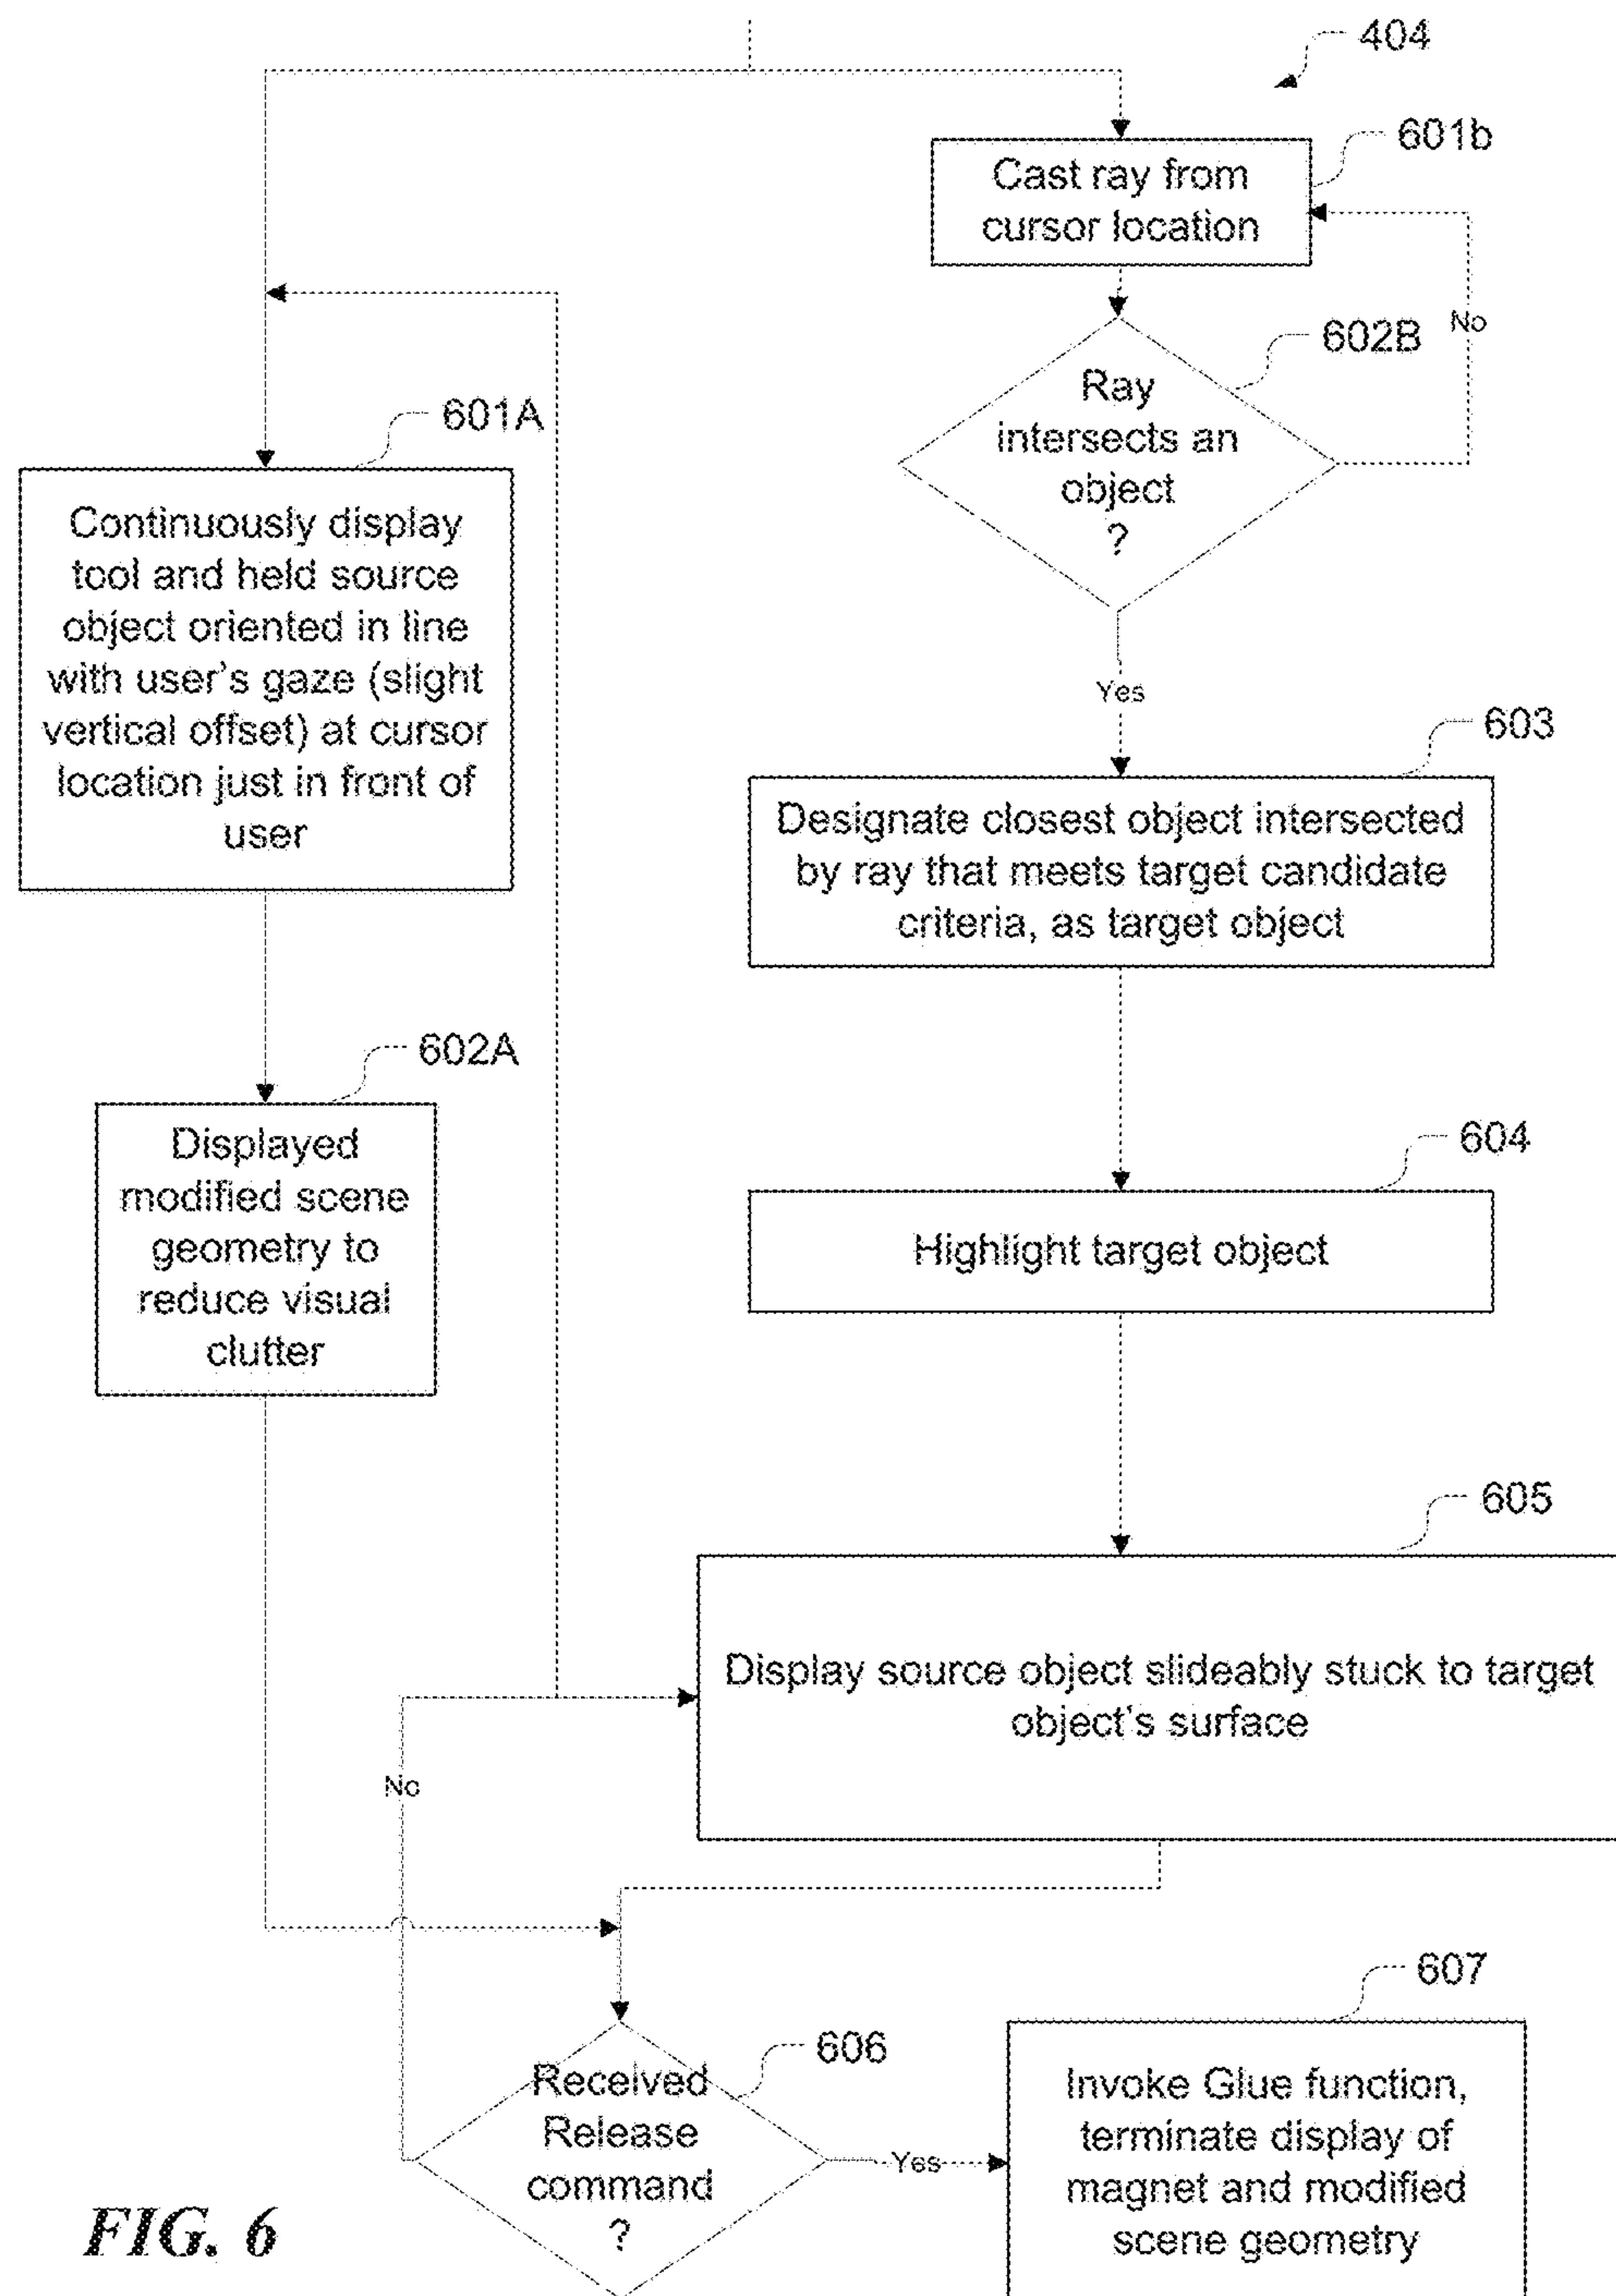 404
601b
Cast ray from
cursor location
602B
No
Ray
intersects an
object
?
Yes
601A
Continuously display
tool and held source
object oriented in line
with user's gaze (slight
vertical offset) at cursor
location just in front of
user
603
Designate closest object intersected
by ray that meets target candidate
criteria, as target object
602A
Displayed
modified scene
geometry to
reduce visual
clutter
604
Highlight target object
605
Display source object slideably stuck to target
object's surface
No
606
Received
Release
command
?
Yes
607
Invoke Glue function,
terminate display of
magnet and modified
scene geometry
FIG. 6